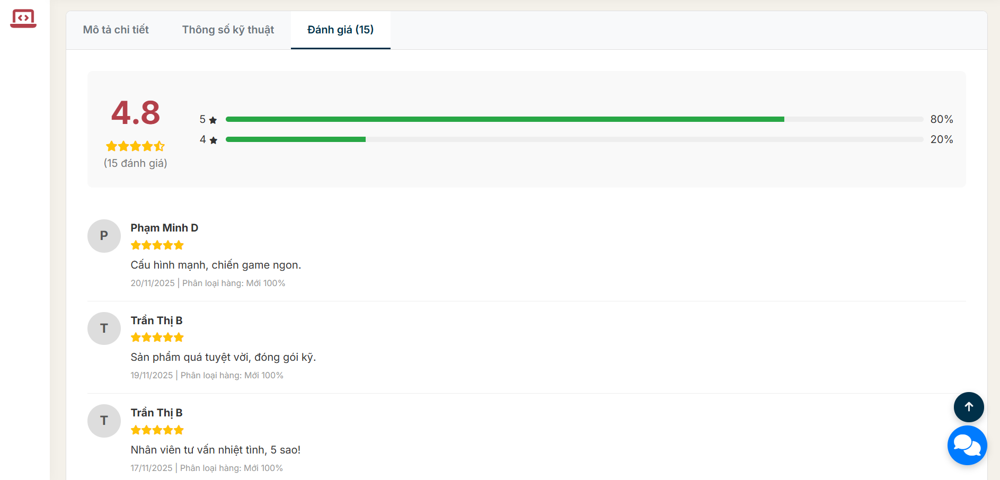 Mô tả chi tiết Thông số kỹ thuật Đánh giá (15)
4.8
(15 đánh giá)
5 ★ 80%
4 ★ 20%
P
Phạm Minh D
Cấu hình mạnh, chiến game ngon.
20/11/2025 | Phân loại hàng: Mới 100%
T
Trần Thị B
Sản phẩm quá tuyệt vời, đóng gói kỹ.
19/11/2025 | Phân loại hàng: Mới 100%
T
Trần Thị B
Nhân viên tư vấn nhiệt tình, 5 sao!
17/11/2025 | Phân loại hàng: Mới 100%